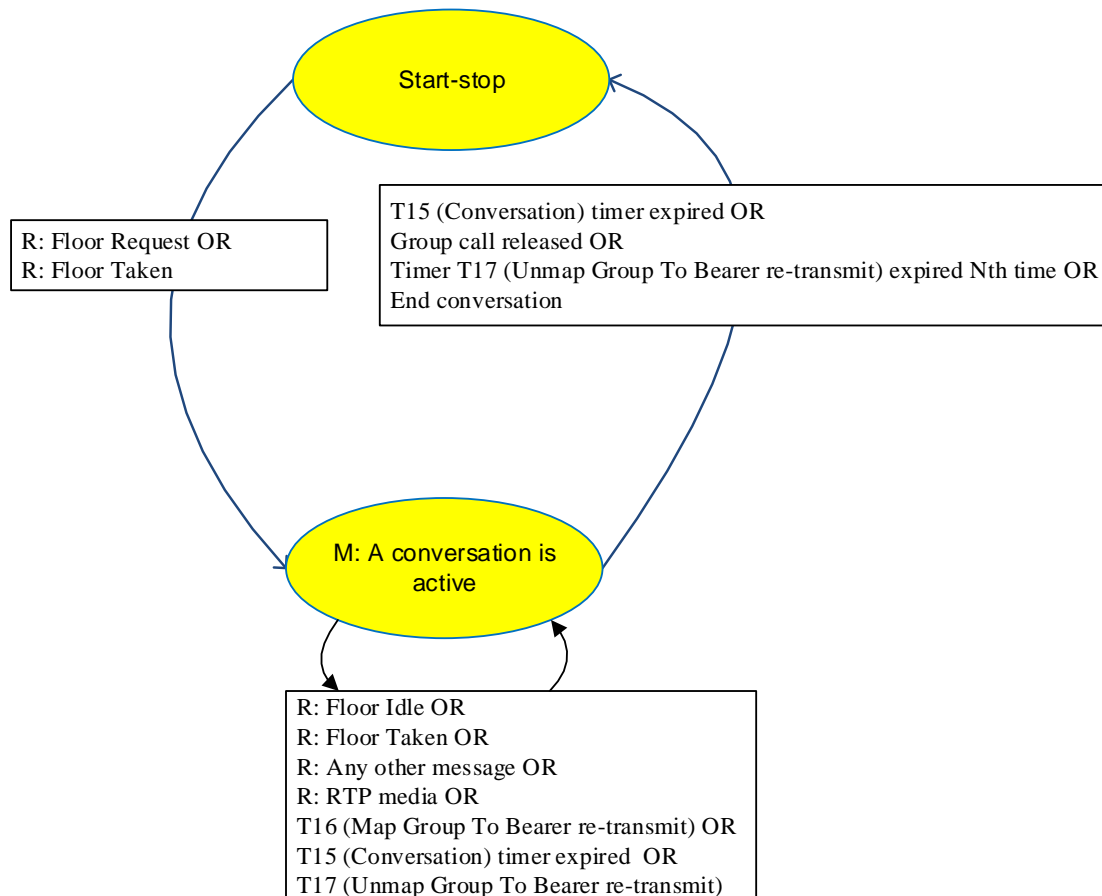 Start-stop
R: Floor Request OR
R: Floor Taken
T15 (Conversation) timer expired OR
Group call released OR
Timer T17 (Unmap Group To Bearer re-transmit) expired Nth time OR
End conversation
M: A conversation is
active
R: Floor Idle OR
R: Floor Taken OR
R: Any other message OR
R: RTP media OR
T16 (Map Group To Bearer re-transmit) OR
T15 (Conversation) timer expired  OR
T17 (Unmap Group To Bearer re-transmit)